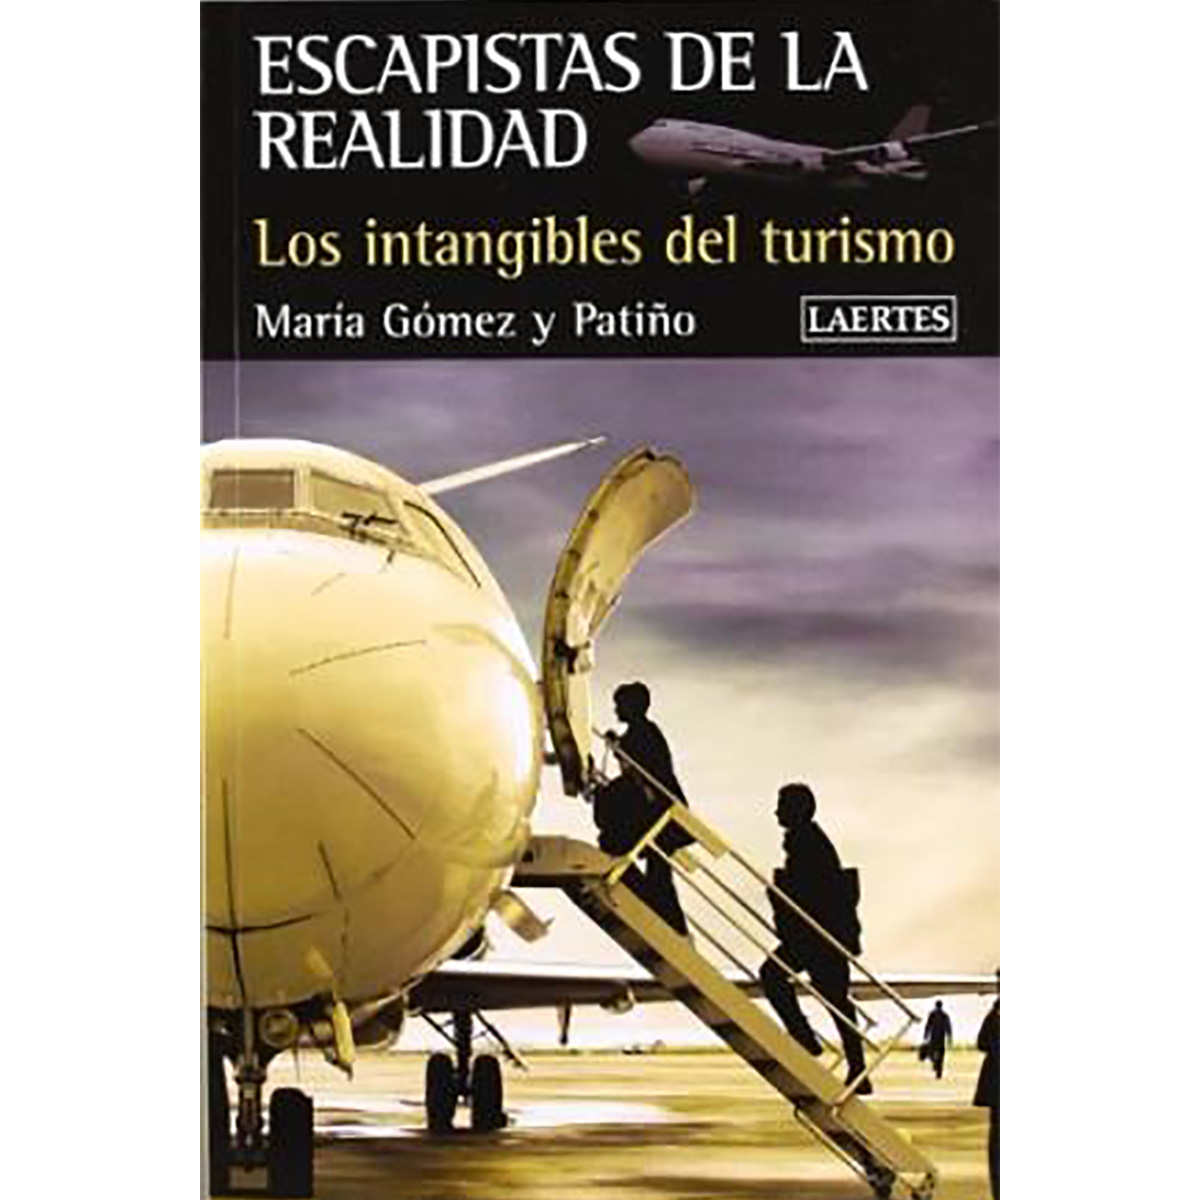 ESCAPISTAS DE LA
REALIDAD
Los intangibles del turismo
María Gómez y Patiño
LAERTES